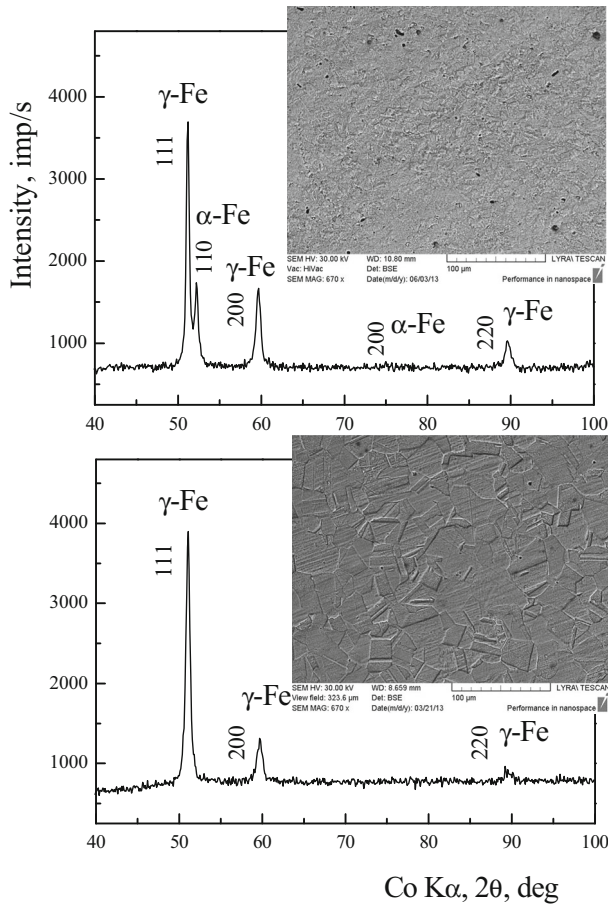 Intensity, imp/s
4000
3000
2000
1000
γ-Fe
111
α-Fe
110
γ-Fe
200
200
α-Fe
220
γ-Fe
40 50 60 70 80 90 100
SEM HV: 30.00 kV WD: 10.80 mm LYRA\ TESCAN
Vac: HiVac Det: BSE 100 µm
SEM MAG: 670 x Date(m/d/y): 06/03/13 Performance in nanospace
4000
3000
2000
1000
γ-Fe
111
γ-Fe
200
220
γ-Fe
40 50 60 70 80 90 100
SEM HV: 30.00 kV WD: 8.659 mm LYRA\ TESCAN
View field: 323.6 µm Det: BSE 100 µm
SEM MAG: 670 x Date(m/d/y): 03/21/13 Performance in nanospace
Co Kα, 2θ, deg